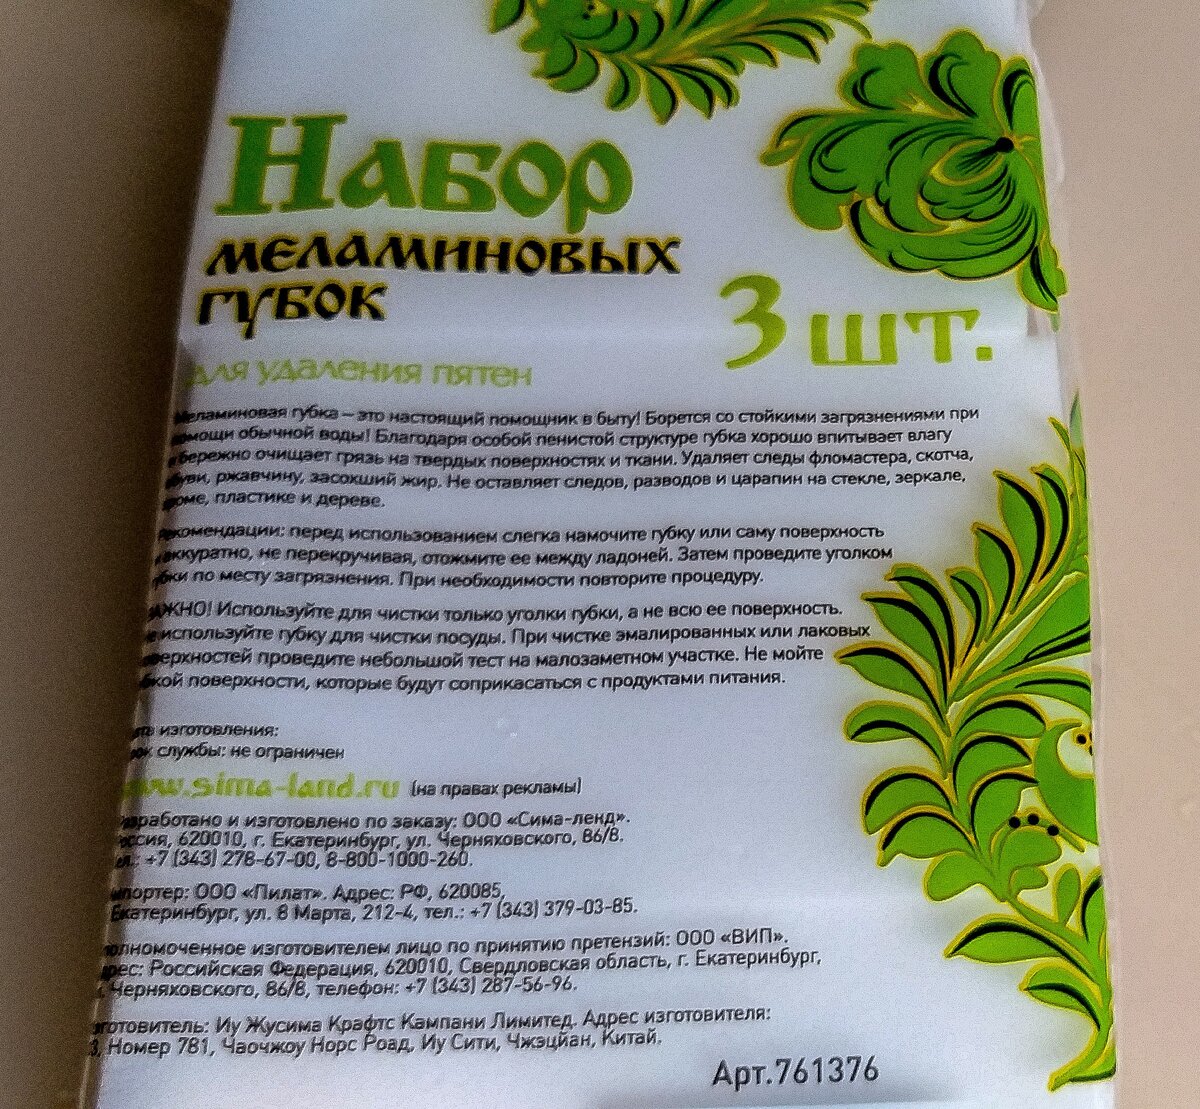 Набор
меламиновых
губок
3 шт.
для удаления пятен
Меламиновая губка – это настоящий помощник в быту! Борется со стойкими загрязнениями при
помощи обычной воды! Благодаря особой пенистой структуре губка хорошо впитывает влагу
и бережно очищает грязь на твердых поверхностях и ткани. Удаляет следы фломастера, скотча,
обуви, ржавчину, засохший жир. Не оставляет следов, разводов и царапин на стекле, зеркале,
хроме, пластике и дереве.
Рекомендации: перед использованием слегка намочите губку или саму поверхность
и аккуратно, не перекручивая, отожмите ее между ладоней. Затем проведите уголком
губки по месту загрязнения. При необходимости повторите процедуру.
ВАЖНО! Используйте для чистки только уголки губки, а не всю ее поверхность.
Не используйте губку для чистки посуды. При чистке эмалированных или лаковых
поверхностей проведите небольшой тест на малозаметном участке. Не мойте
губкой поверхности, которые будут соприкасаться с продуктами питания.
Дата изготовления:
Срок службы: не ограничен
www.sima-land.ru (на правах рекламы)
Разработано и изготовлено по заказу: ООО «Сима-ленд».
Россия, 620010, г. Екатеринбург, ул. Черняховского, 86/8.
Тел.: +7 (343) 278-67-00, 8-800-1000-260.
Импортер: ООО «Пилат». Адрес: РФ, 620085,
Екатеринбург, ул. 8 Марта, 212-4, тел.: +7 (343) 379-03-85.
Уполномоченное изготовителем лицо по принятию претензий: ООО «ВИП».
Адрес: Российская Федерация, 620010, Свердловская область, г. Екатеринбург,
ул. Черняховского, 86/8, телефон: +7 (343) 287-56-96.
Изготовитель: Иу Жусима Крафтс Кампани Лимитед. Адрес изготовителя:
3, Номер 781, Чаочжоу Норс Роад, Иу Сити, Чжэцйан, Китай.
Арт.761376